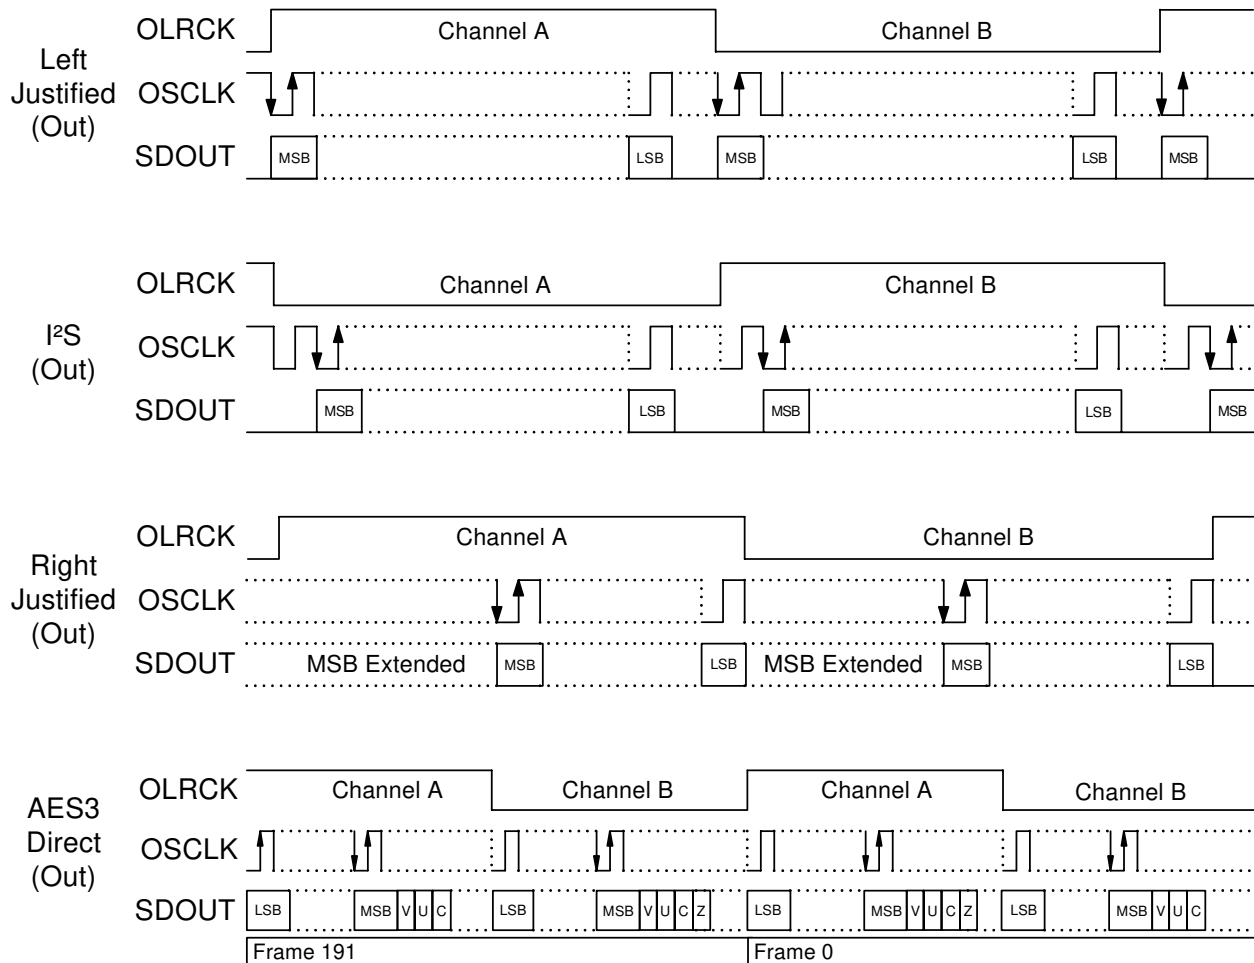 Left
Justified
(Out)
OLRCK Channel A Channel B
OSCLK
SDOUT MSB LSB MSB LSB MSB
I²S
(Out)
OLRCK Channel A Channel B
OSCLK
SDOUT MSB LSB MSB LSB MSB
Right
Justified
(Out)
OLRCK Channel A Channel B
OSCLK
SDOUT MSB Extended MSB LSB MSB Extended MSB LSB
AES3
Direct
(Out)
OLRCK Channel A Channel B Channel A Channel B
OSCLK
SDOUT LSB MSB V U C LSB MSB V U C Z LSB MSB V U C Z LSB MSB V U C
Frame 191 Frame 0